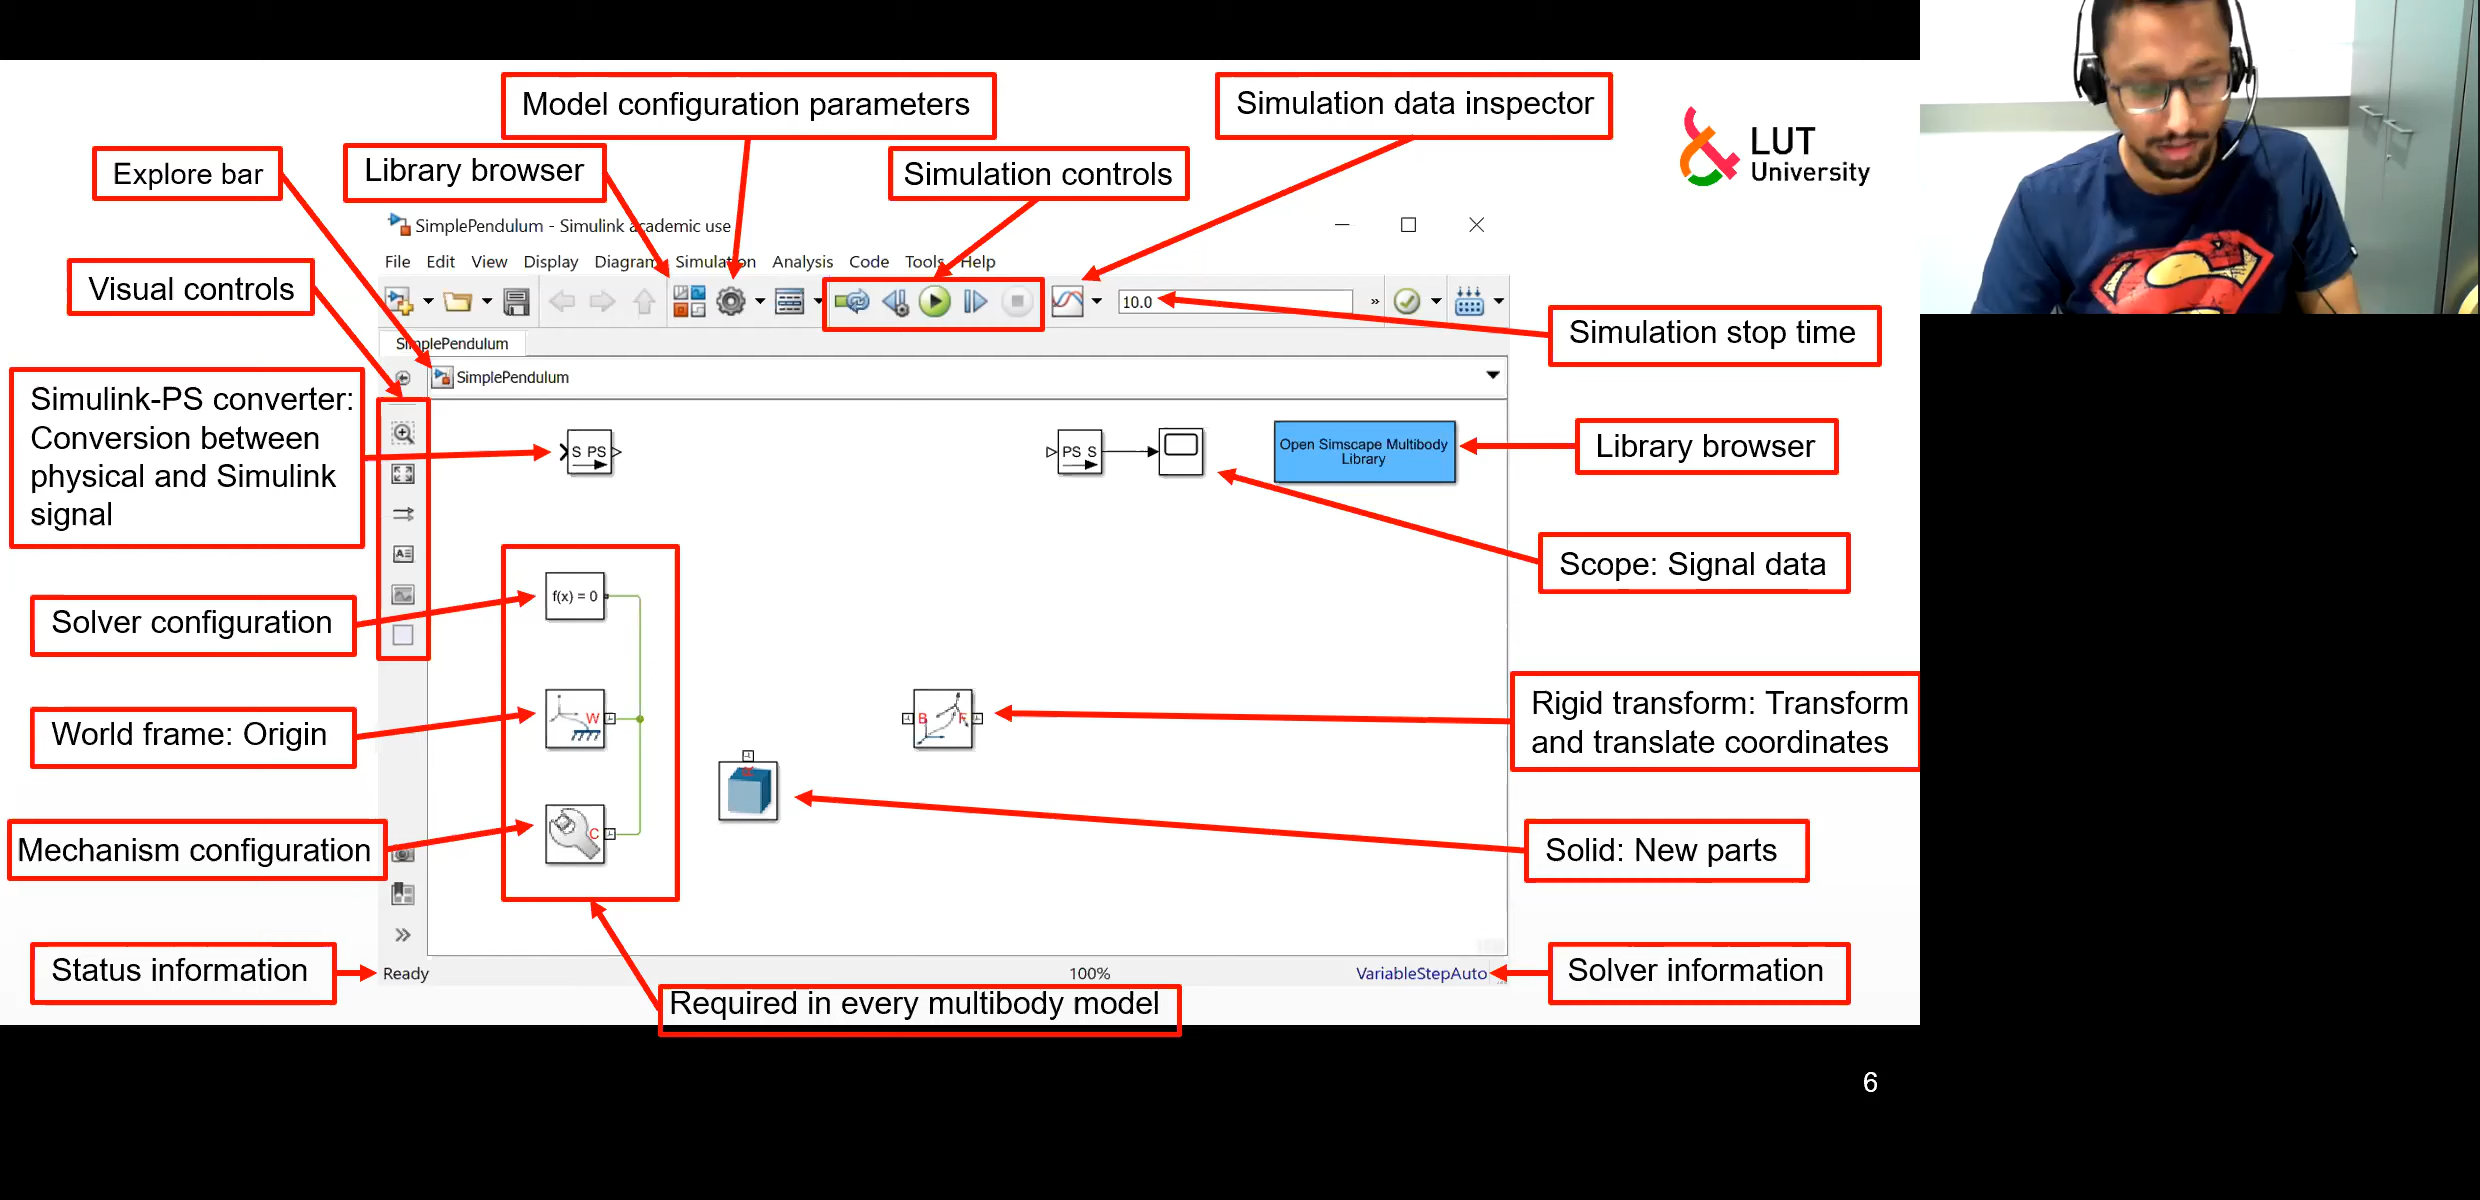 Model configuration parameters
Simulation data inspector
Explore bar
Library browser
Simulation controls
LUT
University
SimplePendulum - Simulink academic use
Visual controls
File Edit View Display Diagram Simulation Analysis Code Tools Help
10.0
»
Simulation stop time
SimplePendulum
SimplePendulum
Simulink-PS converter:
Conversion between
physical and Simulink
signal
S PS
PS S
Open Simscape Multibody
Library
Library browser
Scope: Signal data
f(x) = 0
Solver configuration
World frame: Origin
W
B
F
Rigid transform: Transform
and translate coordinates
R
Mechanism configuration
C
Solid: New parts
Status information
Ready
100%
VariableStepAuto
Solver information
Required in every multibody model
6